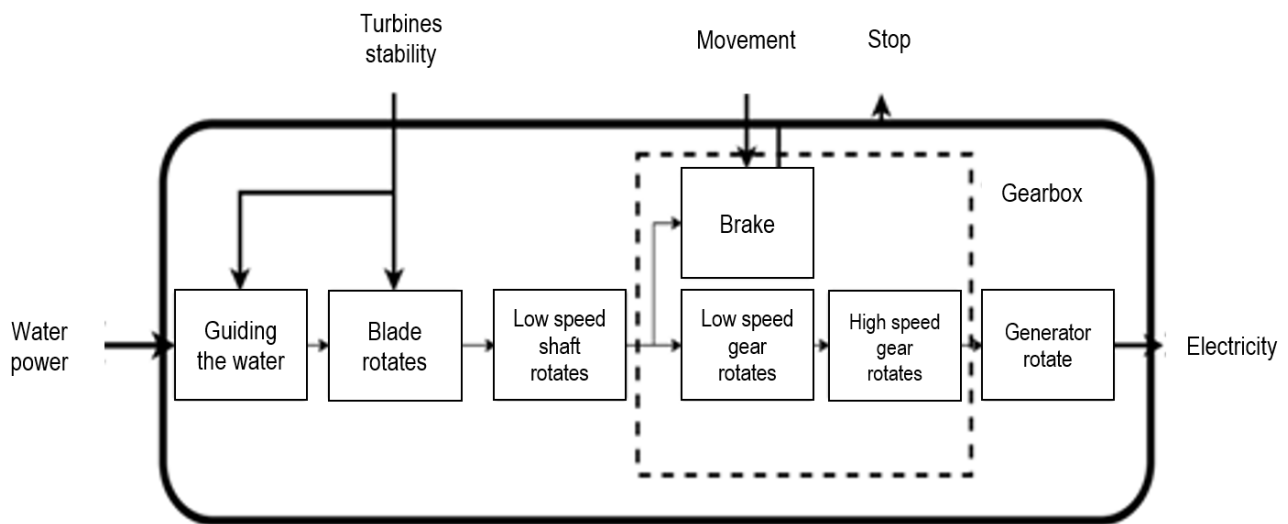 Turbines
stability
Movement
Stop
Gearbox
Brake
Water
power
Guiding
the water
Blade
rotates
Low speed
shaft
rotates
Low speed
gear
rotates
High speed
gear
rotates
Generator
rotate
Electricity